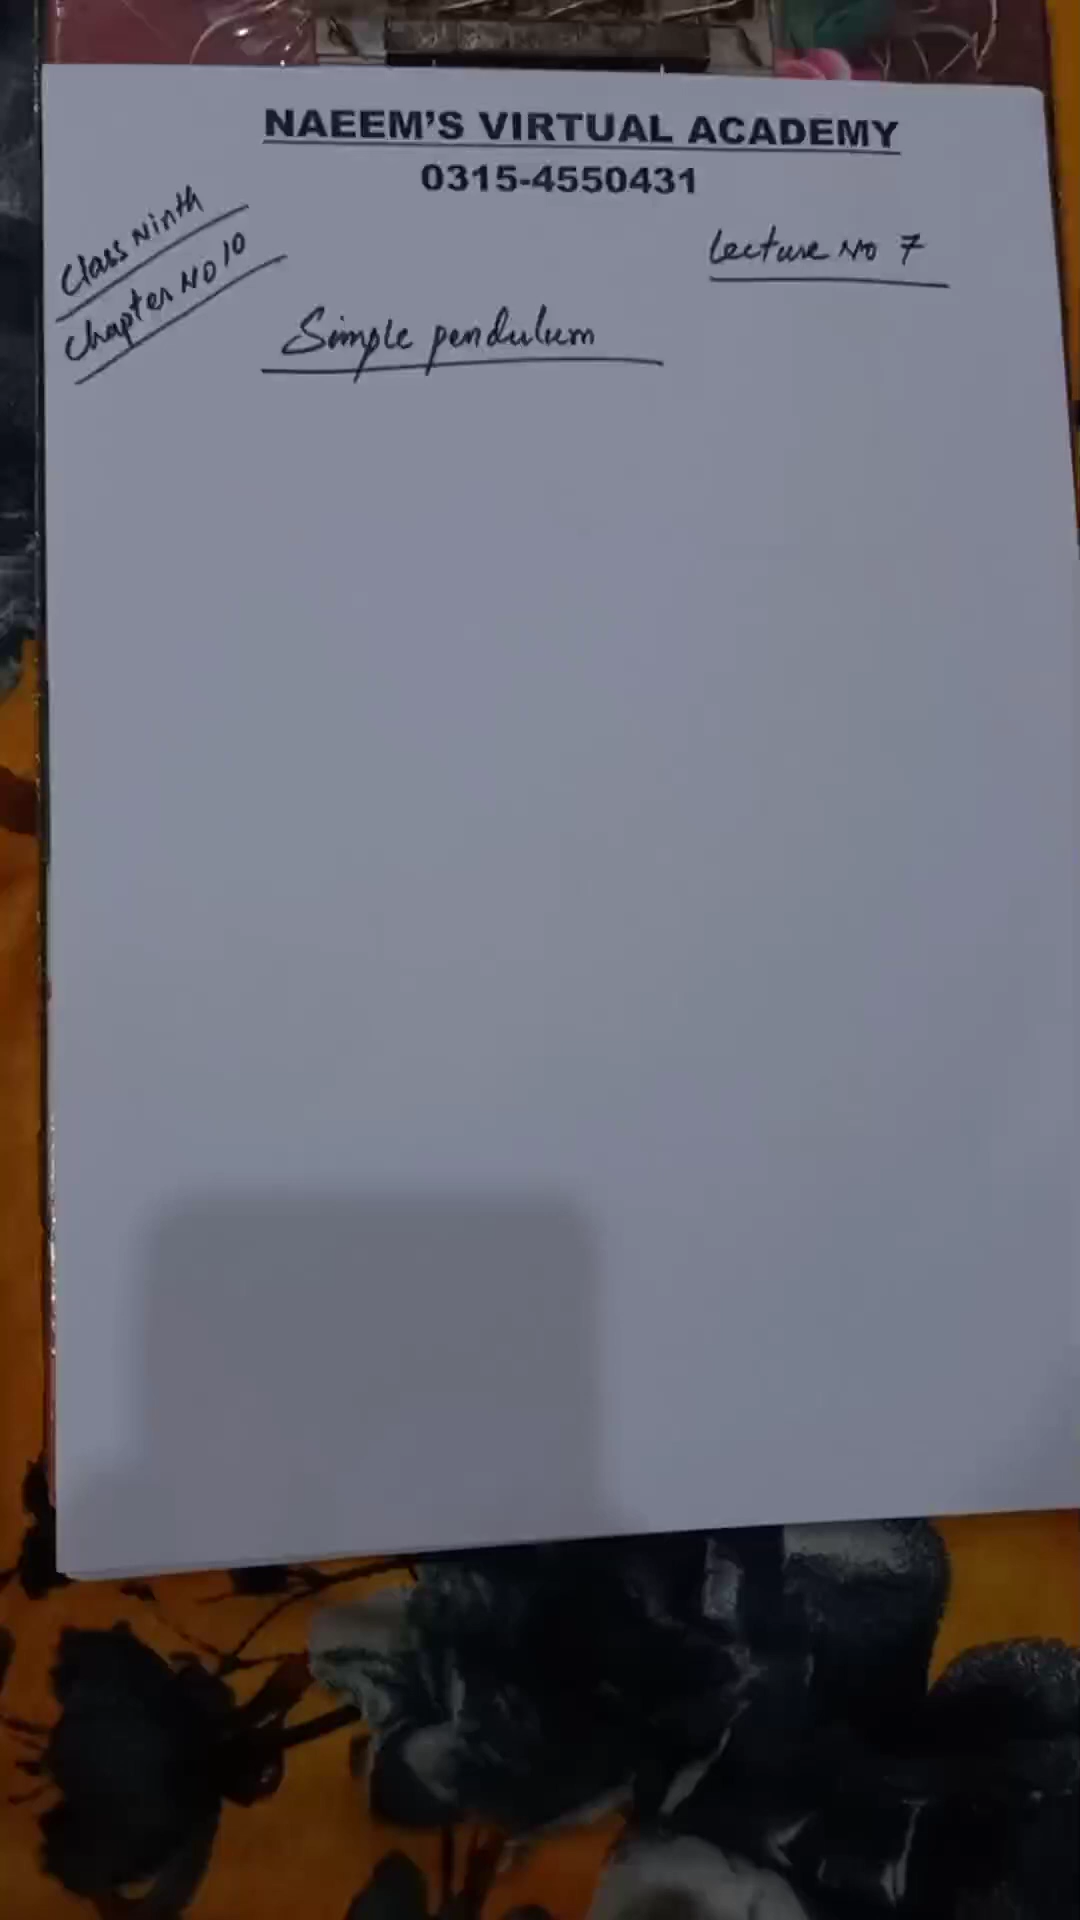 NAEEM'S VIRTUAL ACADEMY
0315-4550431
Class Ninth
Chapter NO 10
Lecture No 7
Simple pendulum